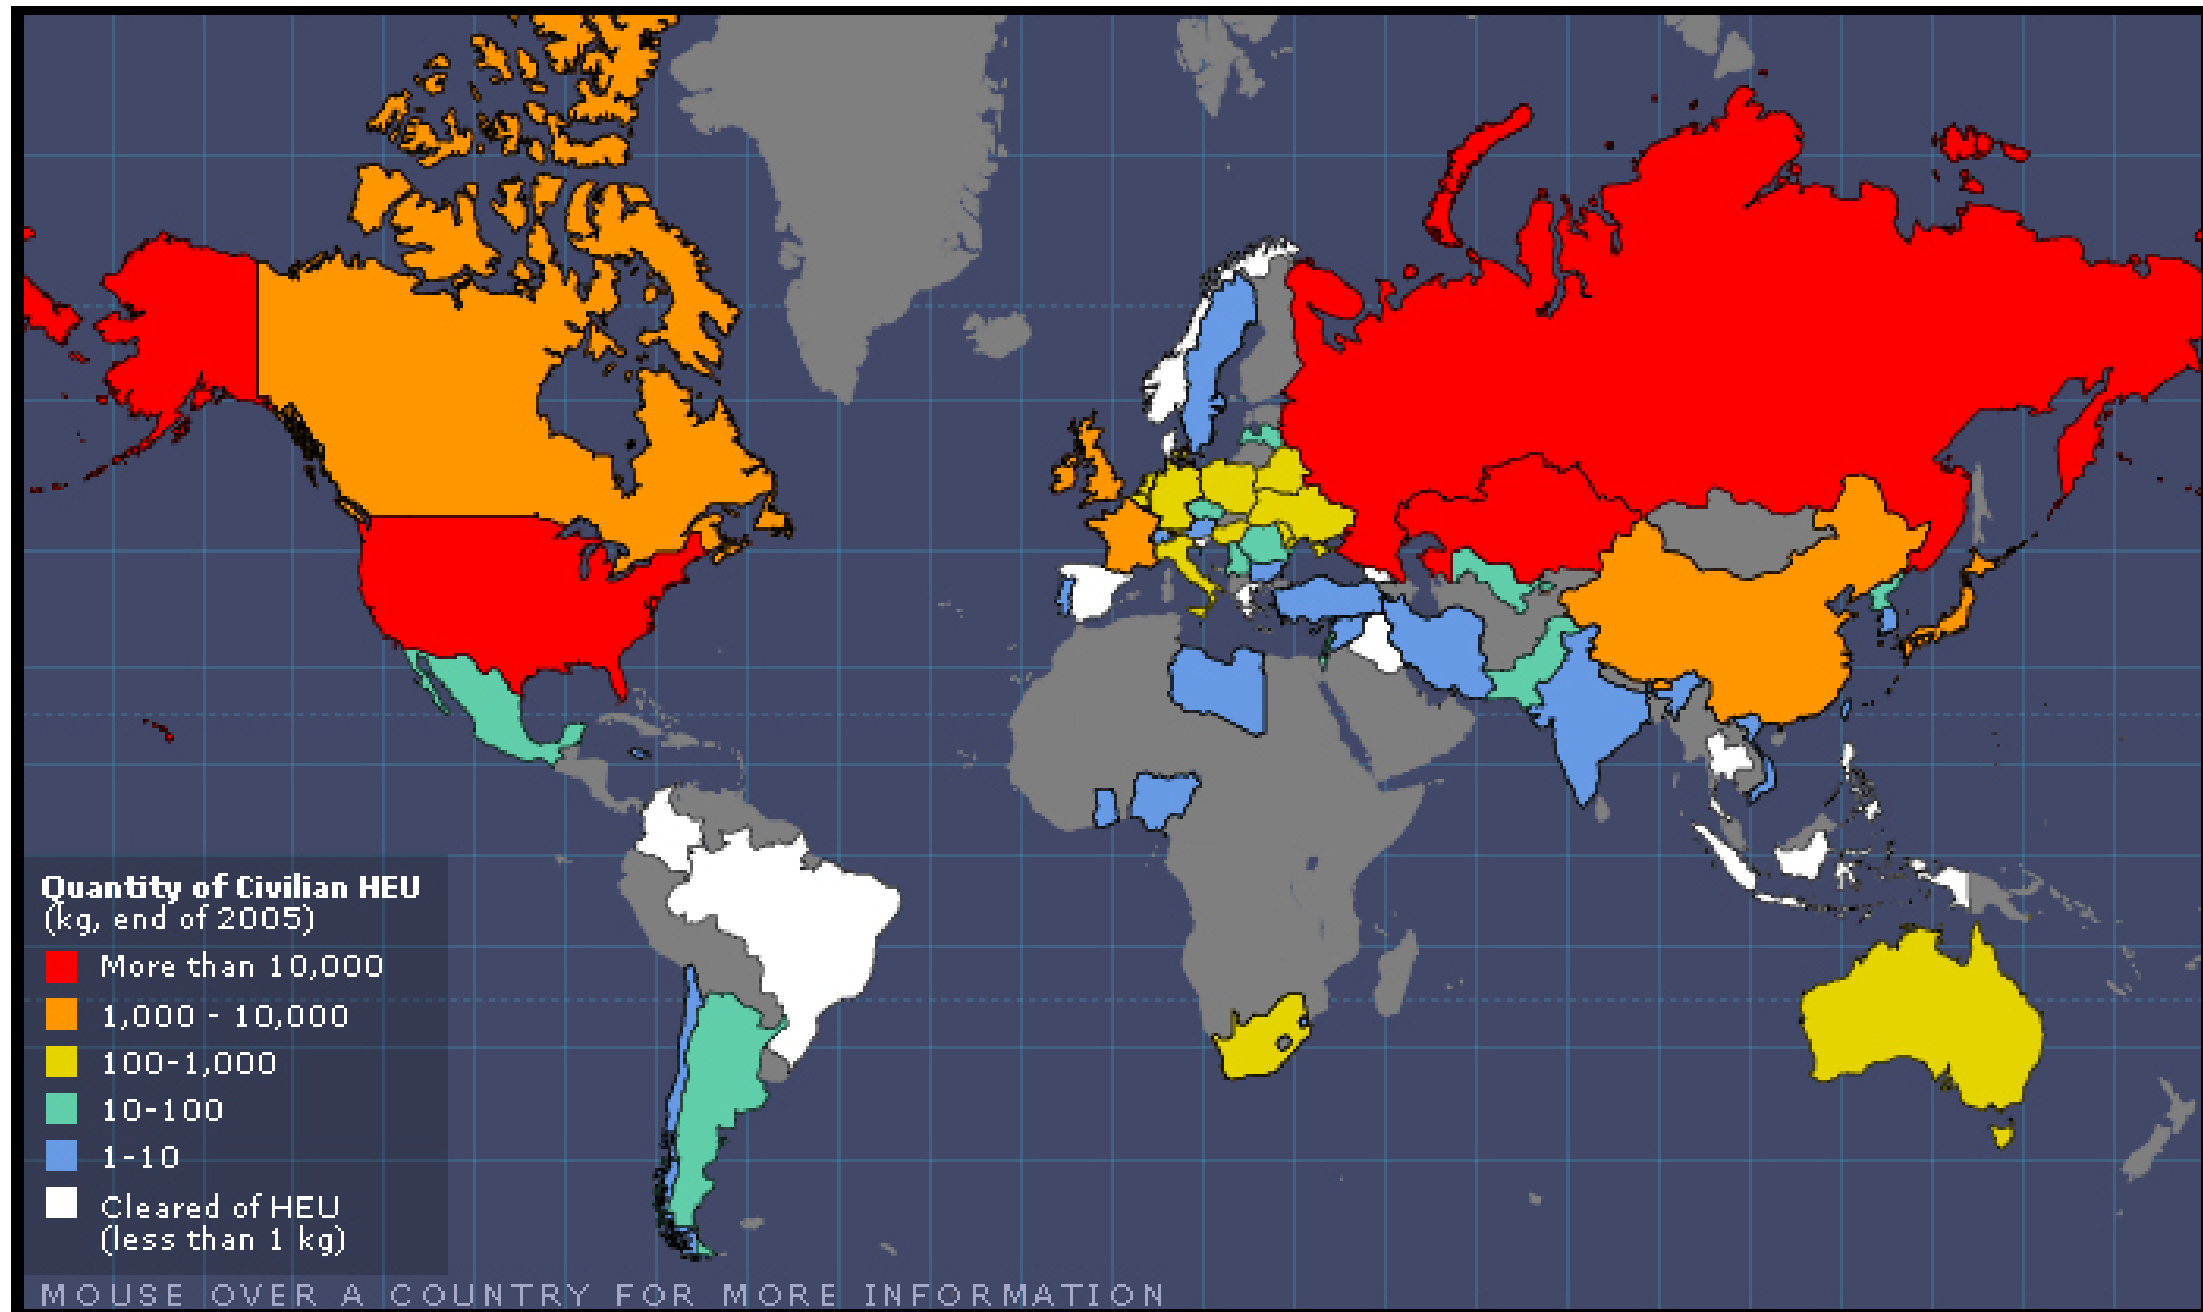 Quantity of Civilian HEU
(kg, end of 2005)
More than 10,000
1,000 - 10,000
100-1,000
10-100
1-10
Cleared of HEU
(less than 1 kg)
MOUSE OVER A COUNTRY FOR MORE INFORMATION